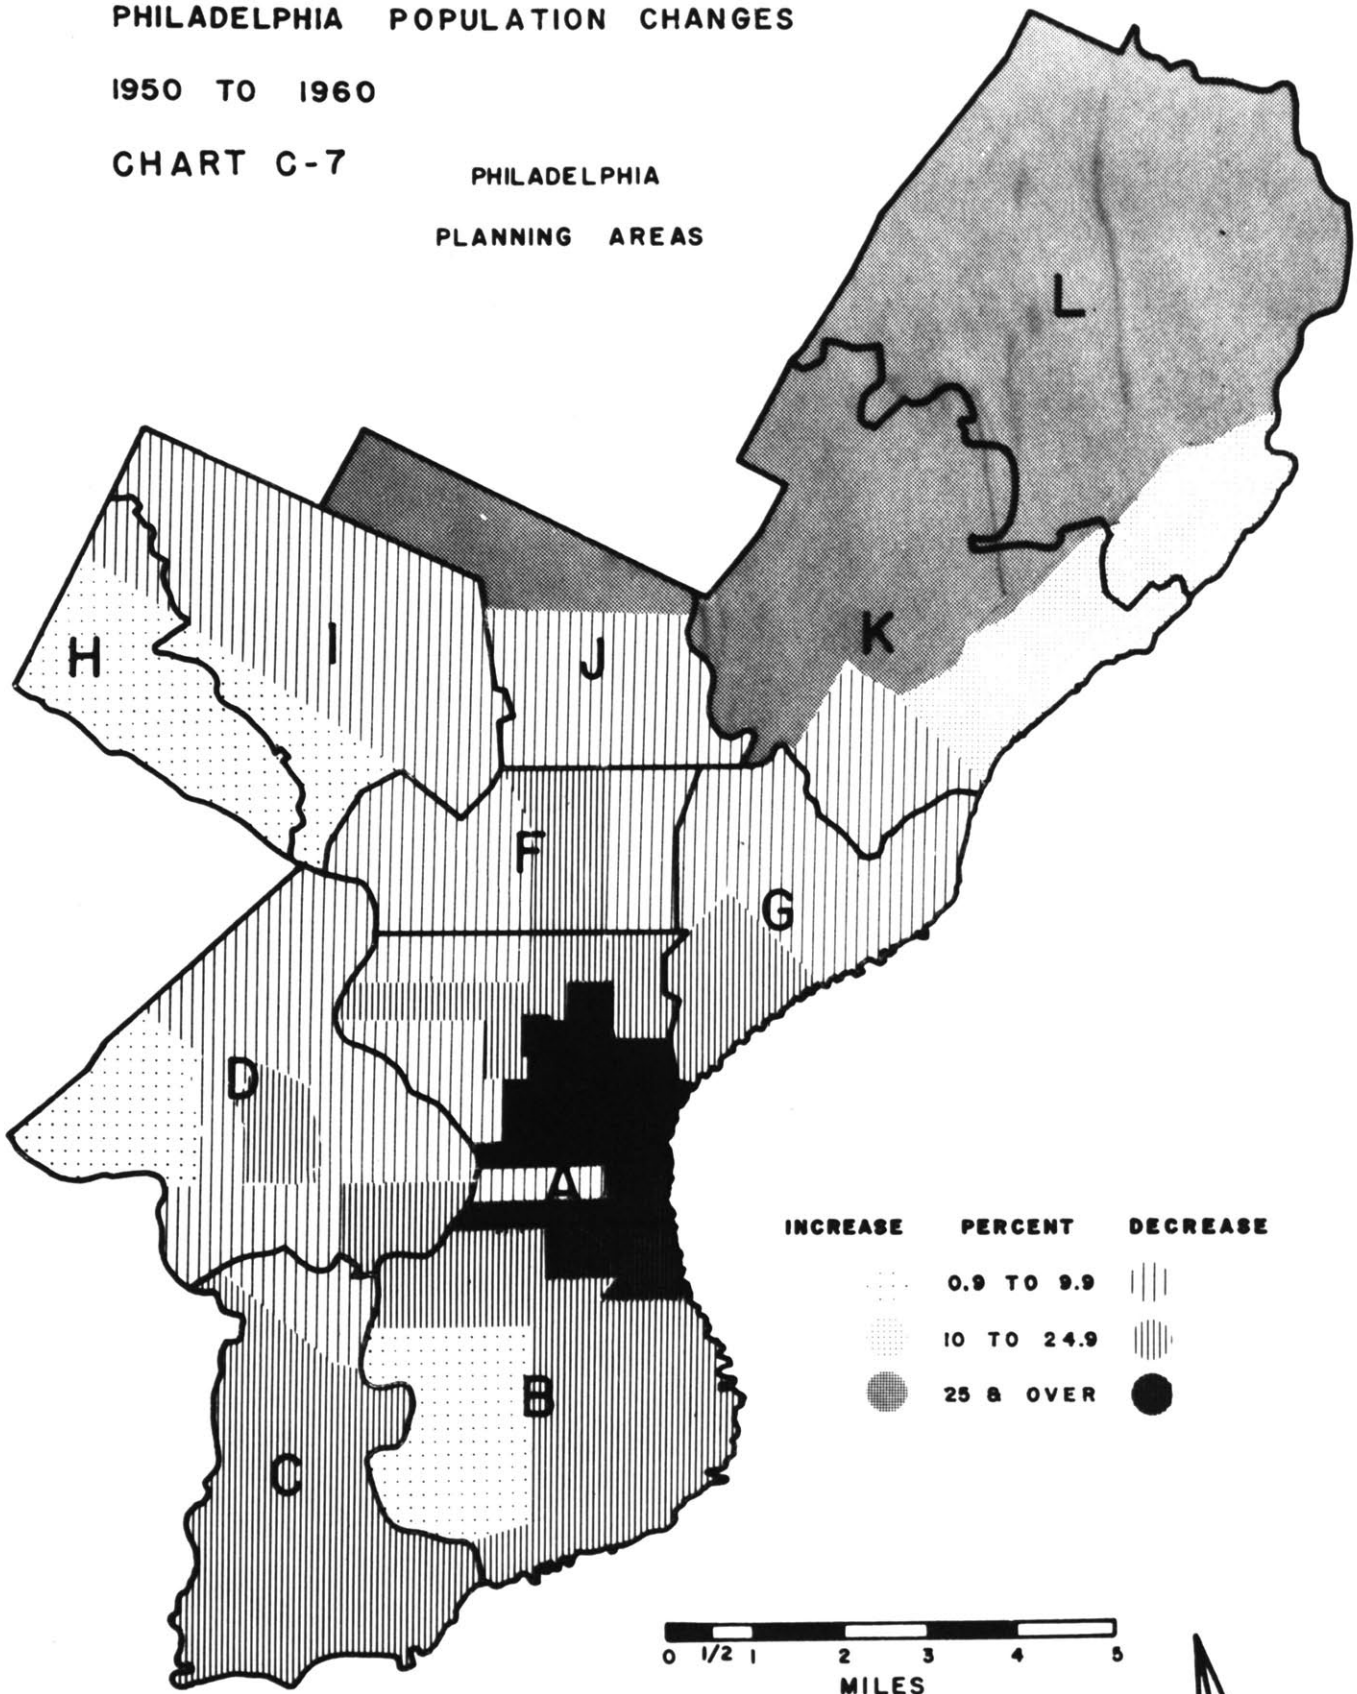 PHILADELPHIA POPULATION CHANGES
1950 TO 1960
CHART C-7
PHILADELPHIA
PLANNING AREAS
L
K
H
I
J
F
G
D
A
B
C
INCREASE PERCENT DECREASE
0.9 TO 9.9
10 TO 24.9
25 & OVER
0 1/2 1 2 3 4 5
MILES